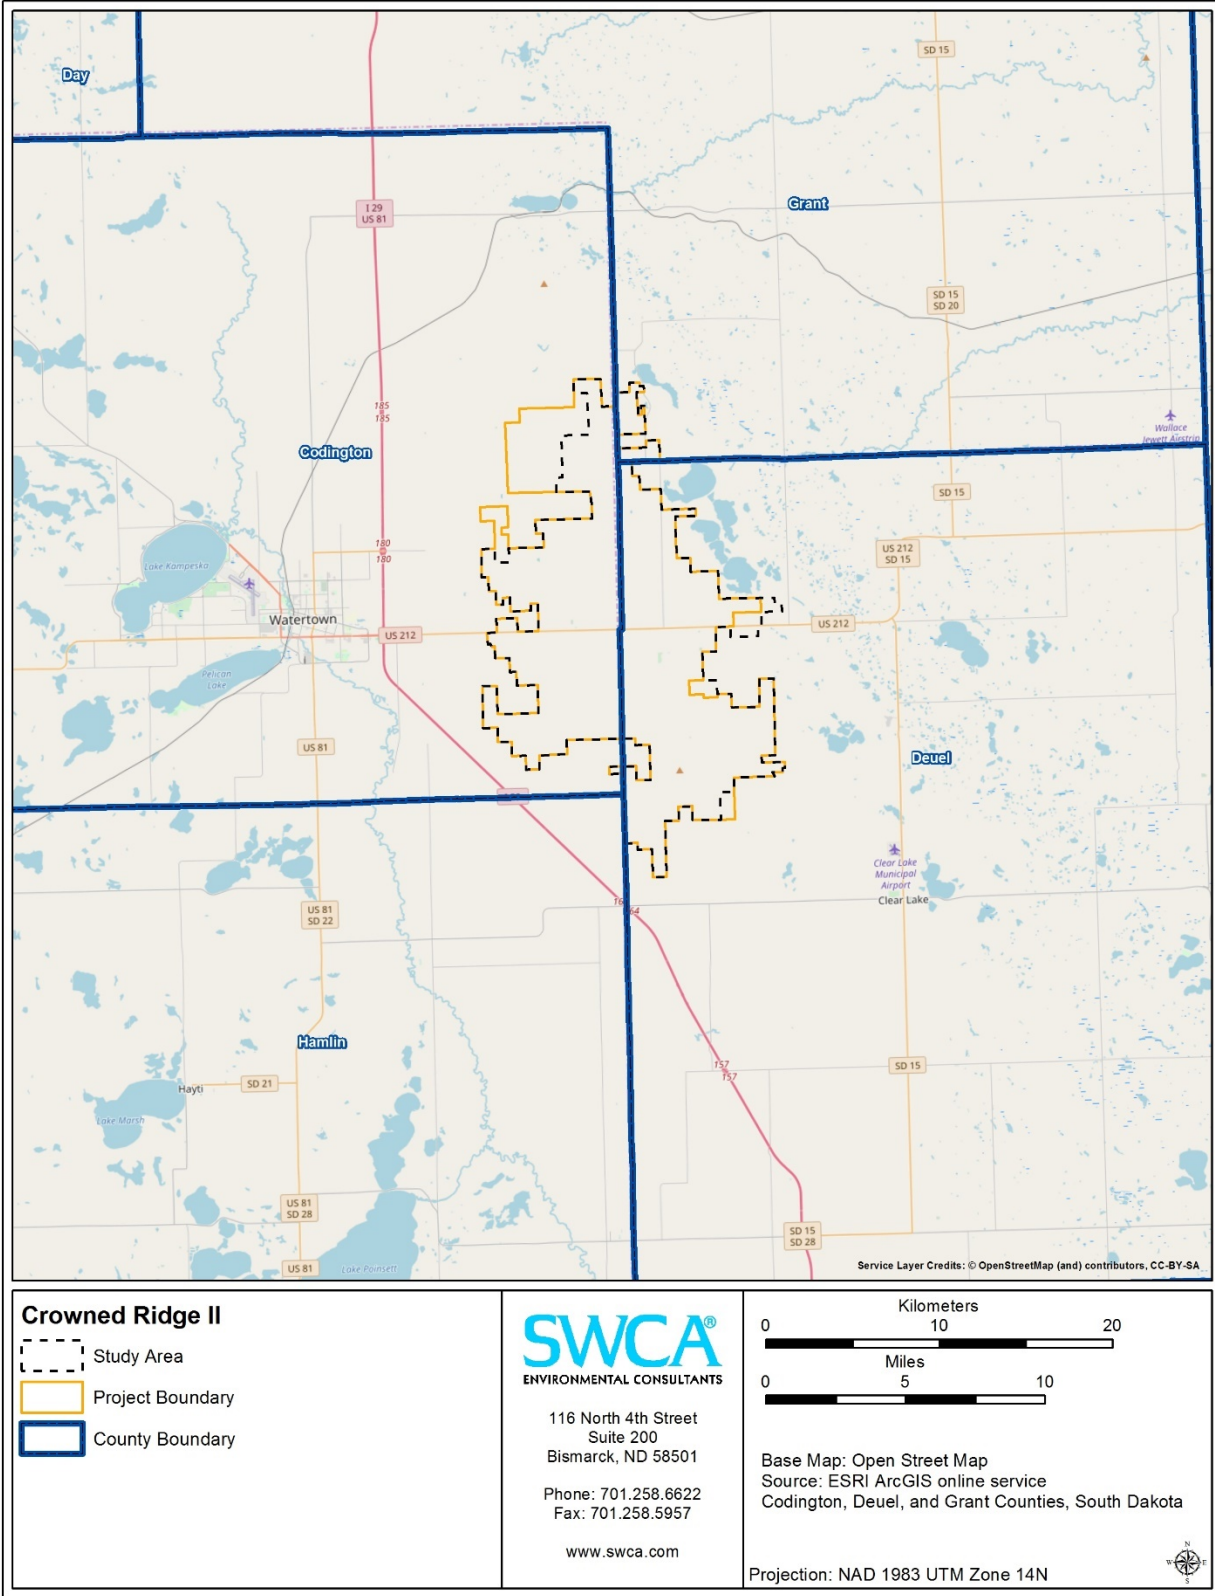 Day
SD 15
Grant
I 29
US 81
SD 15
SD 20
185
185
Wallace
Jewett Airstrip
Codington
SD 15
180
180
US 212
SD 15
Lake Kampeska
Watertown
US 212
US 212
Pelican
Lake
US 81
Deuel
Clear Lake
Municipal
Airport
Clear Lake
US 81
SD 22
Hamlin
157
157
SD 15
Hayti
SD 21
Lake Marsh
US 81
SD 28
SD 15
SD 28
US 81
Lake Poinsett
Service Layer Credits: © OpenStreetMap (and) contributors, CC-BY-SA
Crowned Ridge II
Study Area
Project Boundary
County Boundary
SWCA®
ENVIRONMENTAL CONSULTANTS
116 North 4th Street
Suite 200
Bismarck, ND 58501
Phone: 701.258.6622
Fax: 701.258.5957
www.swca.com
Kilometers
0 10 20
Miles
0 5 10
Base Map: Open Street Map
Source: ESRI ArcGIS online service
Codington, Deuel, and Grant Counties, South Dakota
Projection: NAD 1983 UTM Zone 14N
N
W E
S